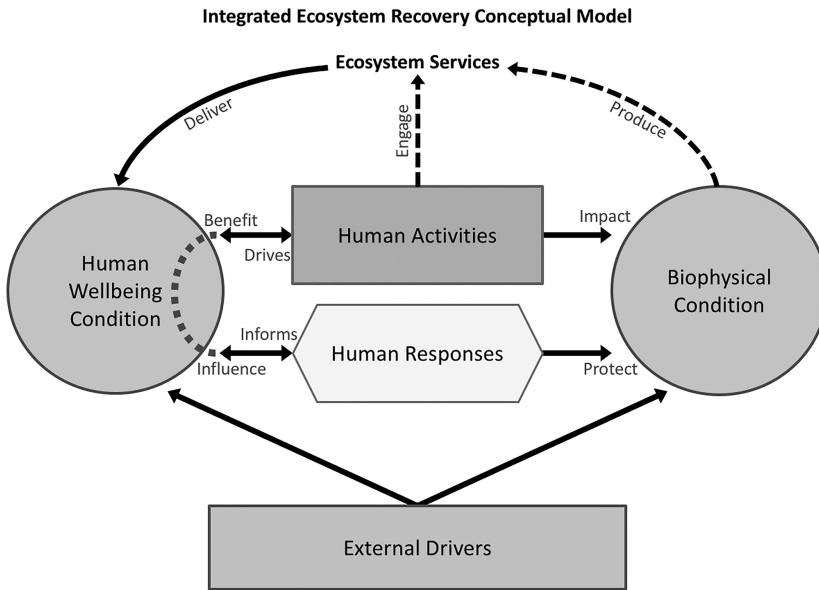 Integrated Ecosystem Recovery Conceptual Model
Ecosystem Services
Deliver
Engage
Produce
Benefit
Drives
Human Activities
Impact
Human
Wellbeing
Condition
Biophysical
Condition
Informs
Influence
Human Responses
Protect
External Drivers